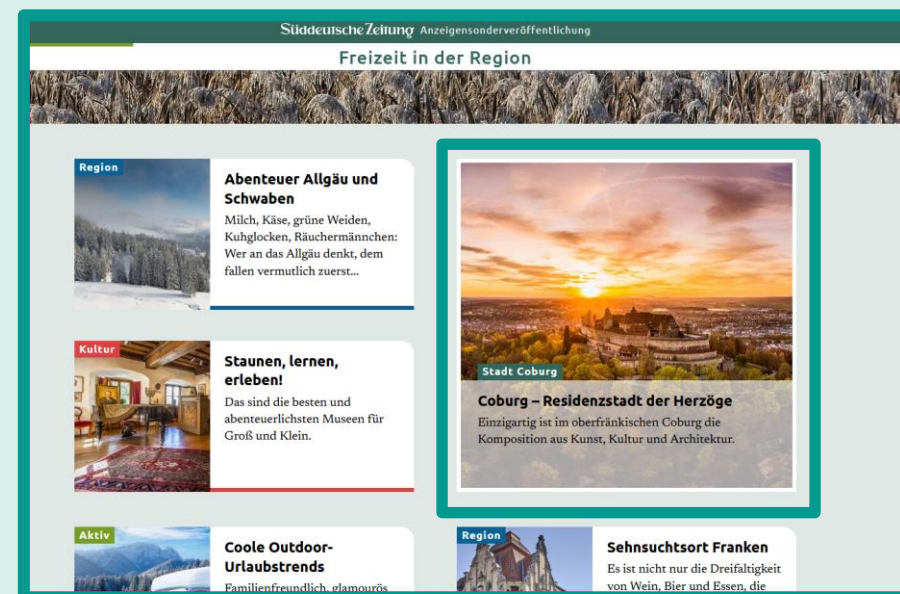 Süddeutsche Zeitung Anzeigensonderveröffentlichung
Freizeit in der Region
Region
Abenteuer Allgäu und
Schwaben
Milch, Käse, grüne Weiden,
Kuhglocken, Räuchermännchen:
Wer an das Allgäu denkt, dem
fallen vermutlich zuerst...
Kultur
Staunen, lernen,
erleben!
Das sind die besten und
abenteuerlichsten Museen für
Groß und Klein.
Stadt Coburg
Coburg – Residenzstadt der Herzöge
Einzigartig ist im oberfränkischen Coburg die
Komposition aus Kunst, Kultur und Architektur.
Aktiv
Coole Outdoor-
Urlaubstrends
Familienfreundlich, glamourös
Region
Sehnsuchtsort Franken
Es ist nicht nur die Dreifaltigkeit
von Wein, Bier und Essen, die